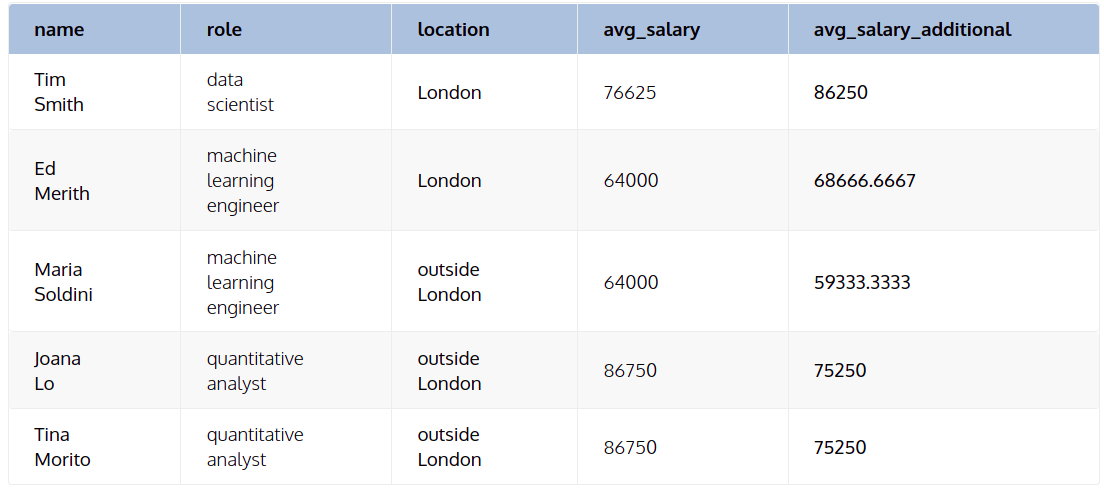 name role location avg_salary avg_salary_additional
Tim Smith data scientist London 76625 86250
Ed Merith machine learning engineer London 64000 68666.6667
Maria Soldini machine learning engineer outside London 64000 59333.3333
Joana Lo quantitative analyst outside London 86750 75250
Tina Morito quantitative analyst outside London 86750 75250